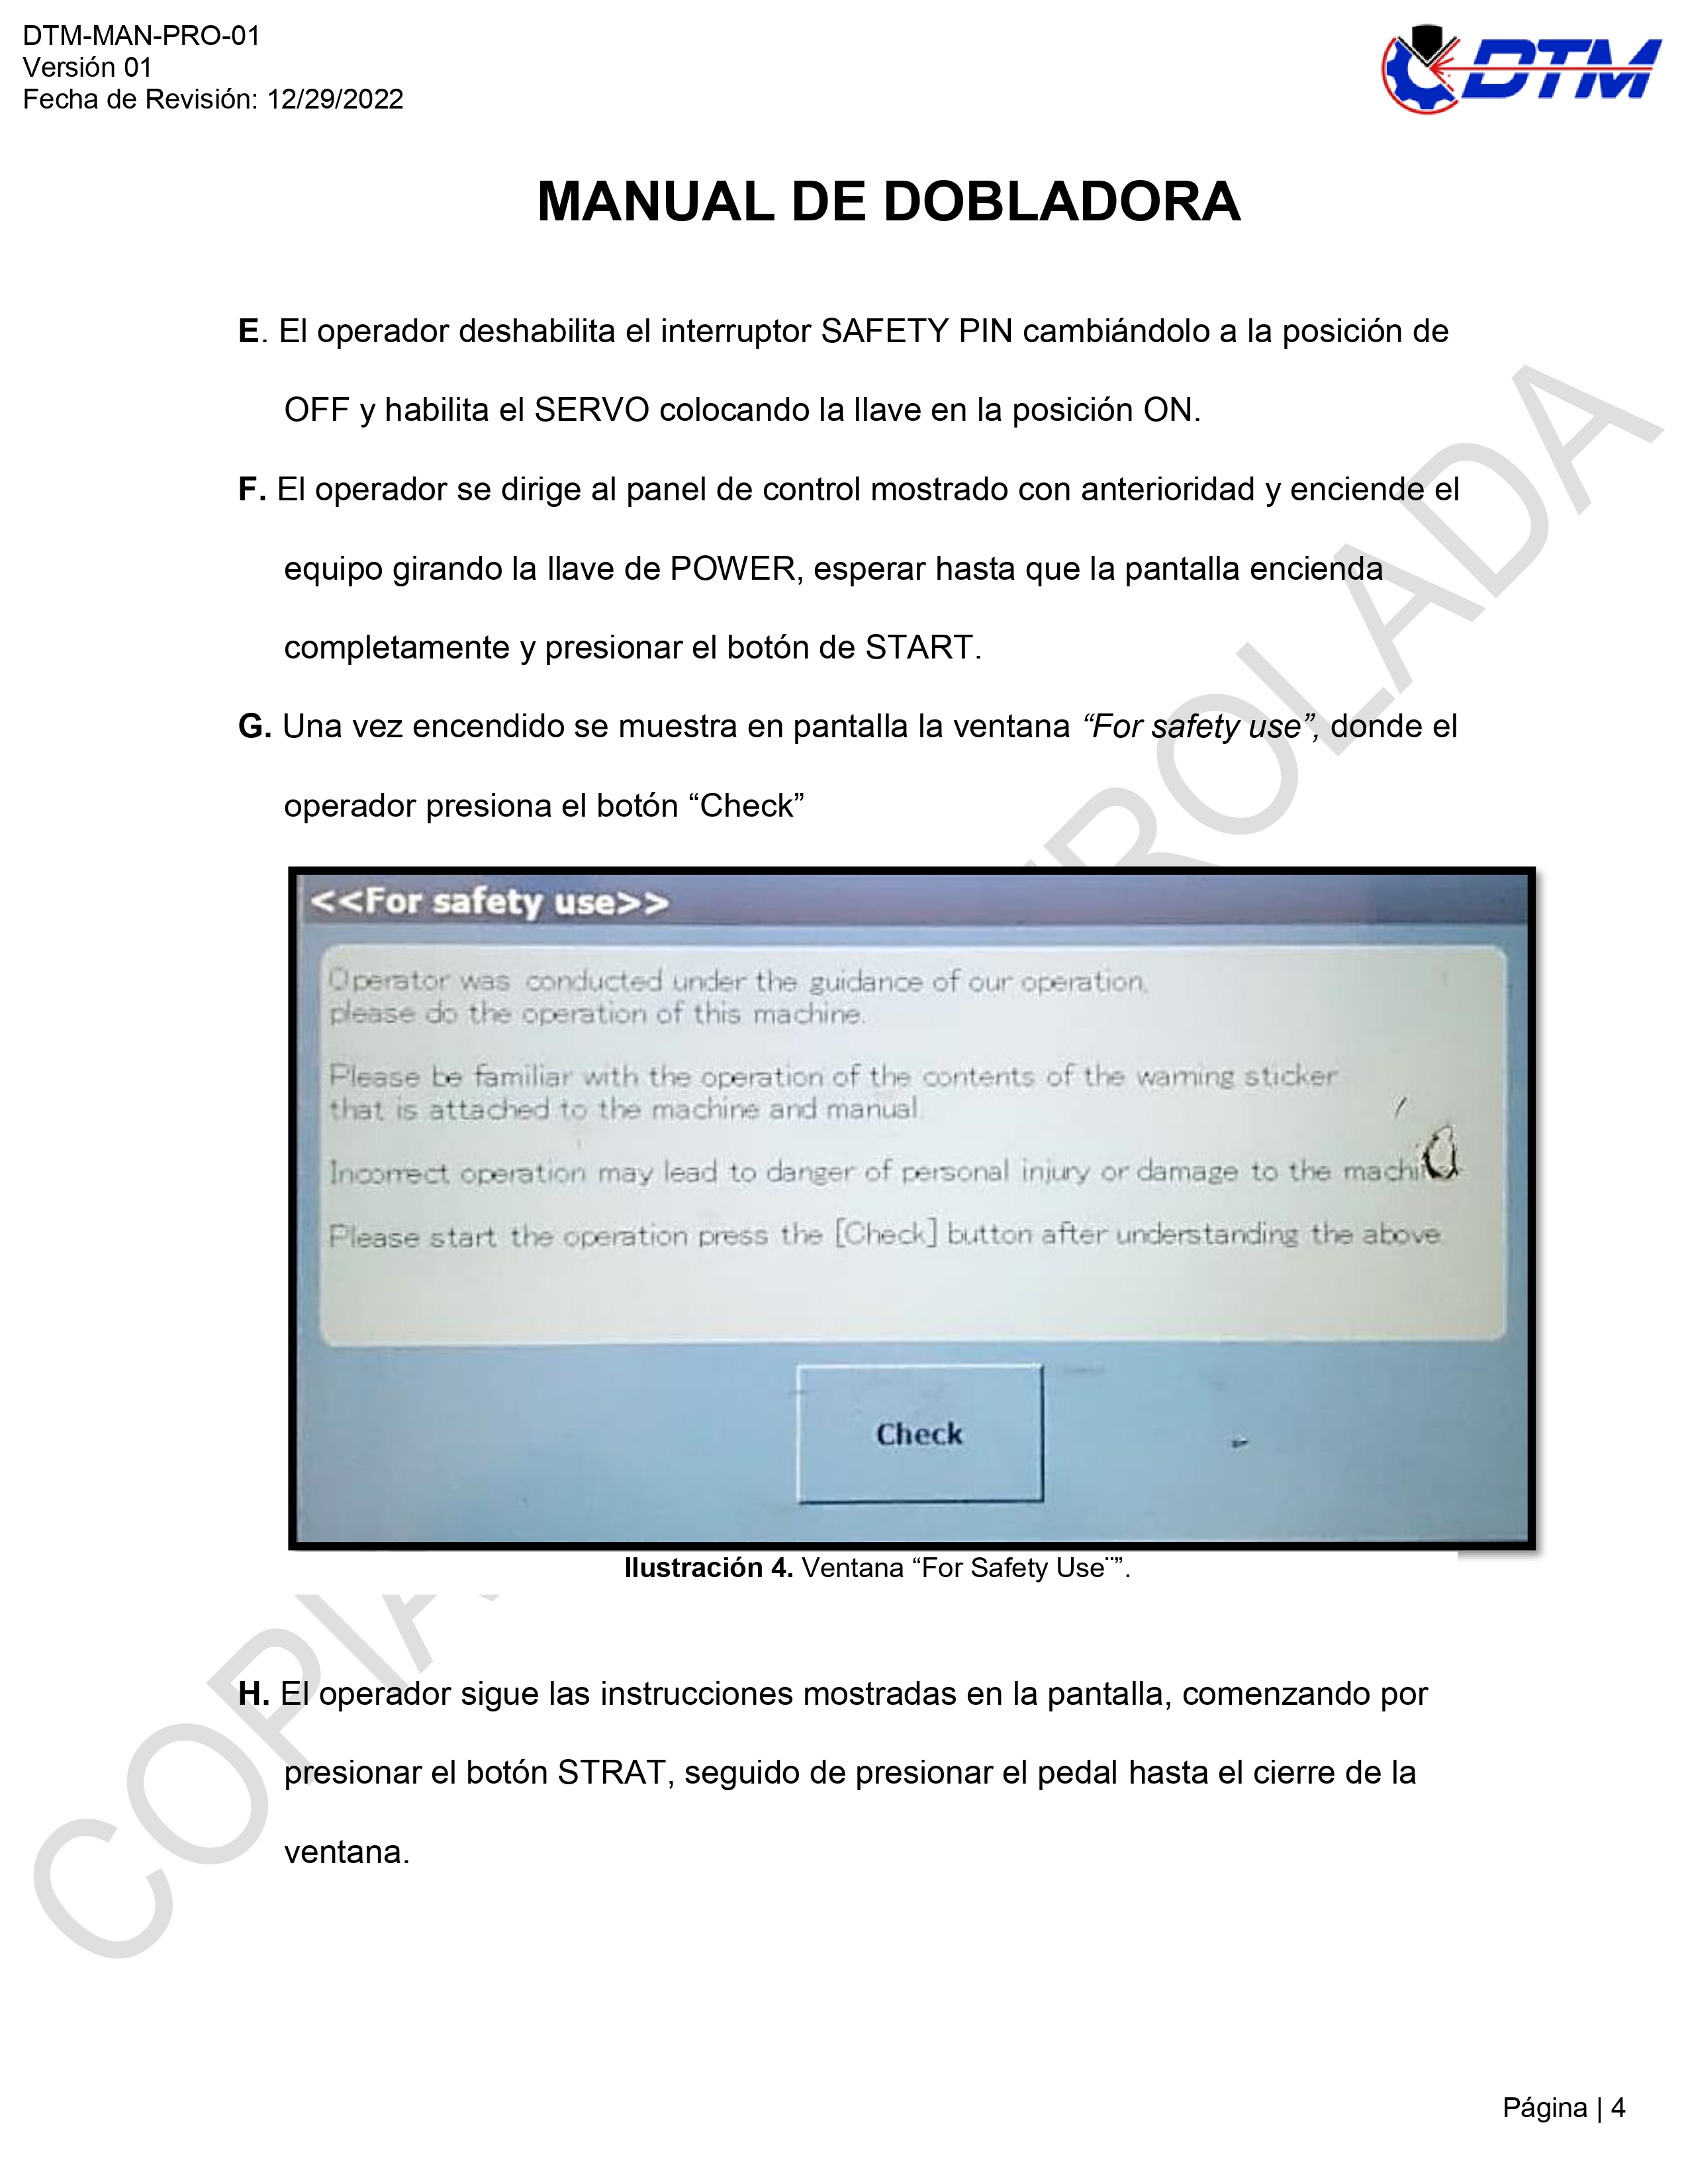 DTM-MAN-PRO-01
Versión 01
Fecha de Revisión: 12/29/2022
DTM
MANUAL DE DOBLADORA
E. El operador deshabilita el interruptor SAFETY PIN cambiándolo a la posición de
OFF y habilita el SERVO colocando la llave en la posición ON.
F. El operador se dirige al panel de control mostrado con anterioridad y enciende el
equipo girando la llave de POWER, esperar hasta que la pantalla encienda
completamente y presionar el botón de START.
G. Una vez encendido se muestra en pantalla la ventana “For safety use”, donde el
operador presiona el botón “Check”
<<For safety use>>
Operator was conducted under the guidance of our operation,
please do the operation of this machine.
Please be familiar with the operation of the contents of the warning sticker
that is attached to the machine and manual
Incorrect operation may lead to danger of personal injury or damage to the
Please start the operation press the [Check] button after understanding the above.
Check
Ilustración 4. Ventana “For Safety Use¨”.
H. El operador sigue las instrucciones mostradas en la pantalla, comenzando por
presionar el botón STRAT, seguido de presionar el pedal hasta el cierre de la
ventana.
Página | 4